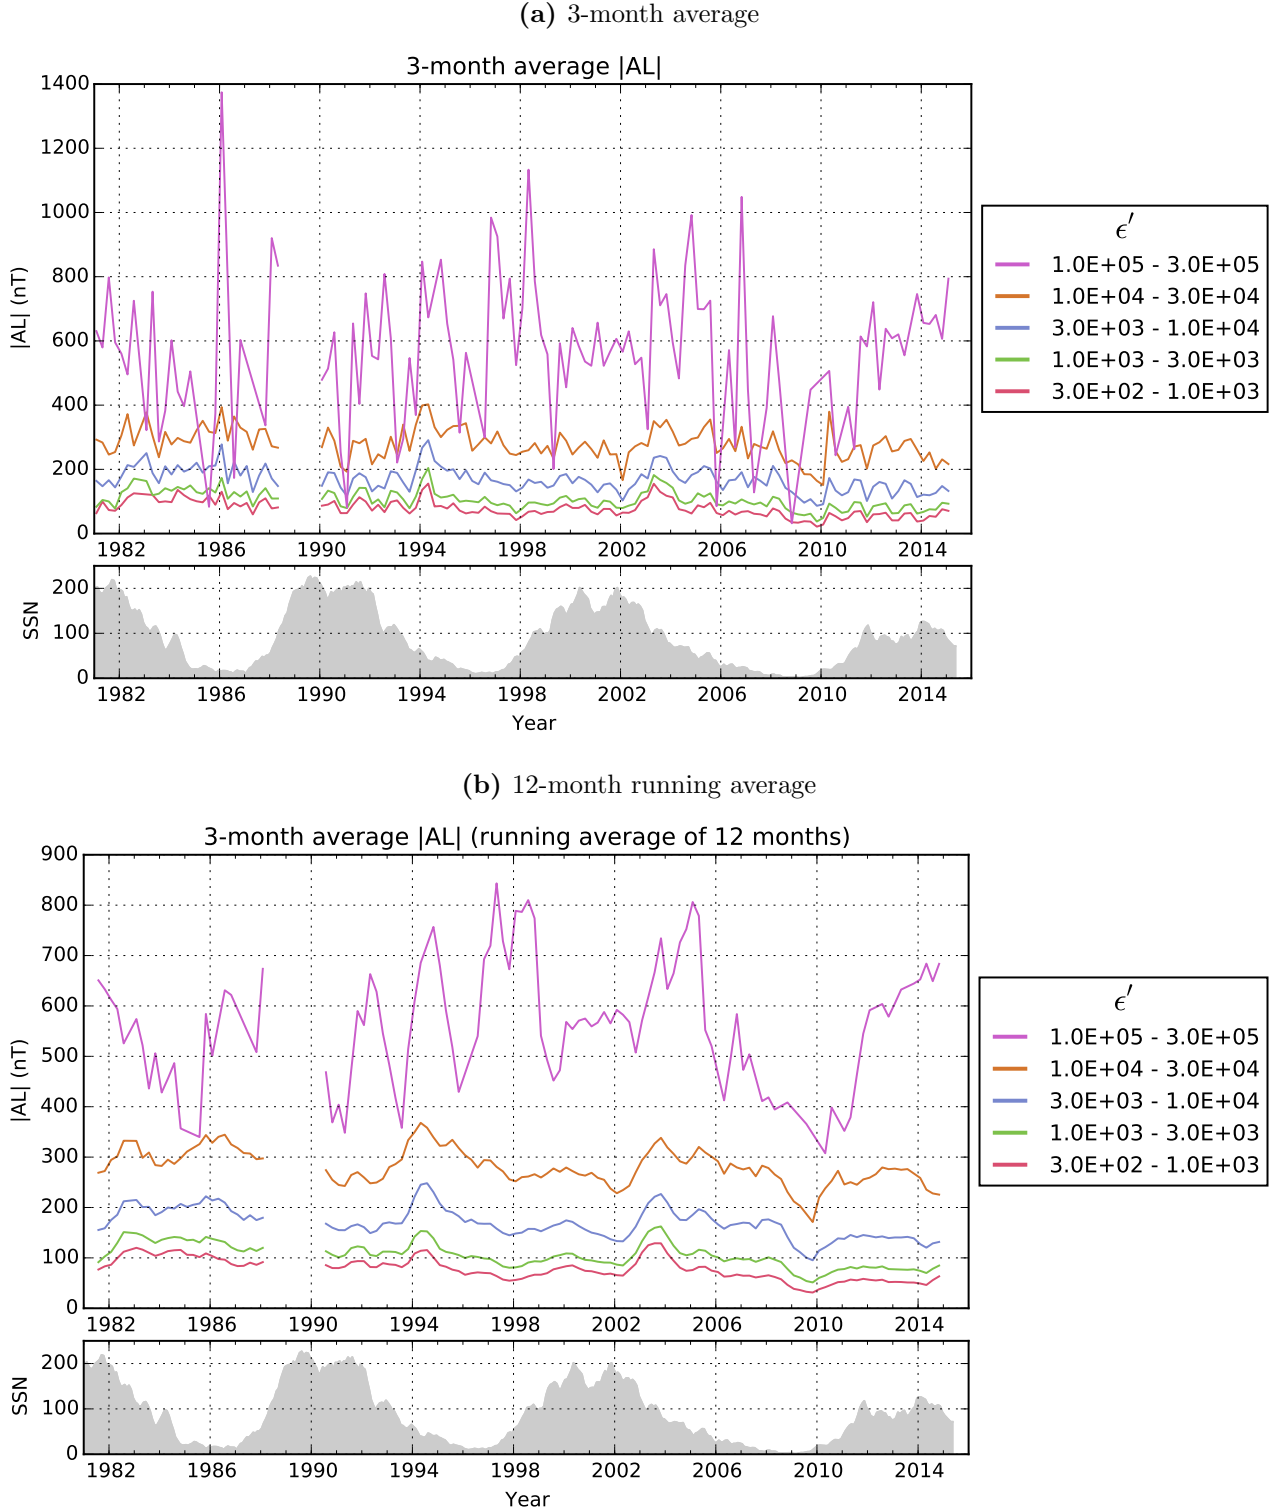 (a) 3-month average
3-month average |AL|
1400
1200
1000
800
600
400
200
0
|AL| (nT)
1982 1986 1990 1994 1998 2002 2006 2010 2014
ϵ′
1.0E+05 - 3.0E+05
1.0E+04 - 3.0E+04
3.0E+03 - 1.0E+04
1.0E+03 - 3.0E+03
3.0E+02 - 1.0E+03
200
100
0
SSN
1982 1986 1990 1994 1998 2002 2006 2010 2014
Year
(b) 12-month running average
3-month average |AL| (running average of 12 months)
900
800
700
600
500
400
300
200
100
0
|AL| (nT)
1982 1986 1990 1994 1998 2002 2006 2010 2014
ϵ′
1.0E+05 - 3.0E+05
1.0E+04 - 3.0E+04
3.0E+03 - 1.0E+04
1.0E+03 - 3.0E+03
3.0E+02 - 1.0E+03
200
100
0
SSN
1982 1986 1990 1994 1998 2002 2006 2010 2014
Year